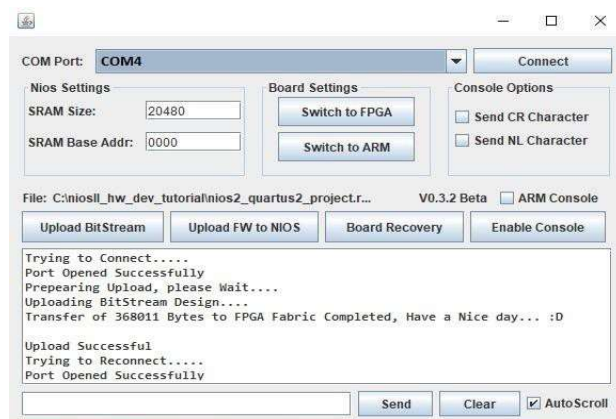 COM Port: COM4 Connect
Nios Settings Board Settings Console Options
SRAM Size: 20480 Switch to FPGA Send CR Character
SRAM Base Addr: 0000 Switch to ARM Send NL Character
File: C:\niosII_hw_dev_tutorial\nios2_quartus2_project.r... V0.3.2 Beta ARM Console
Upload BitStream Upload FW to NIOS Board Recovery Enable Console
Trying to Connect.....
Port Opened Successfully
Prepearing Upload, please Wait....
Uploading BitStream Design....
Transfer of 368011 Bytes to FPGA Fabric Completed, Have a Nice day... :D
Upload Successful
Trying to Reconnect.....
Port Opened Successfully
Send Clear AutoScroll